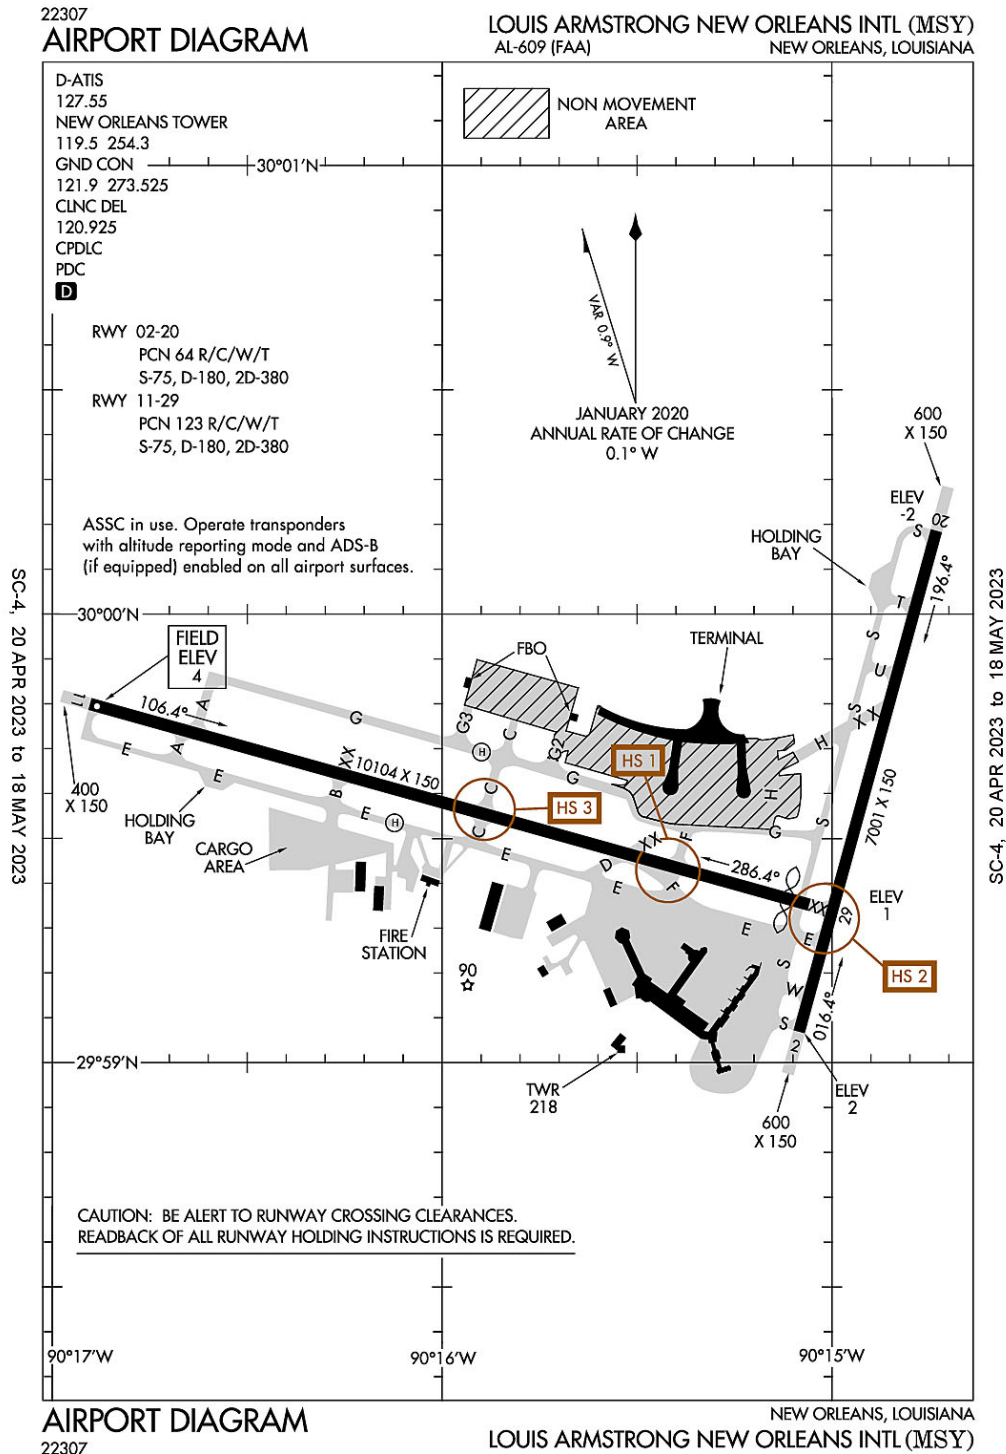 22307
AIRPORT DIAGRAM
LOUIS ARMSTRONG NEW ORLEANS INTL (MSY)
AL-609 (FAA)
NEW ORLEANS, LOUISIANA
D-ATIS
127.55
NEW ORLEANS TOWER
119.5 254.3
GND CON
121.9 273.525
CLNC DEL
120.925
CPDLC
PDC
D
NON MOVEMENT
AREA
30°01'N
VAR 0.9° W
JANUARY 2020
ANNUAL RATE OF CHANGE
0.1° W
RWY 02-20
PCN 64 R/C/W/T
S-75, D-180, 2D-380
RWY 11-29
PCN 123 R/C/W/T
S-75, D-180, 2D-380
ASSC in use. Operate transponders
with altitude reporting mode and ADS-B
(if equipped) enabled on all airport surfaces.
600
X 150
ELEV
-2
20
S
HOLDING
BAY
196.4°
T
30°00'N
S
U
S
XX
H
S
FIELD
ELEV
4
FBO
TERMINAL
11
106.4°
A
G
G3
C
G2
H
E
A
E
XX
10104 X 150
B
E
H
C
C
G
HS 1
HS 3
H
G
400
X 150
HOLDING
BAY
CARGO
AREA
E
D
XX
F
E
F
286.4°
7001 X 150
XX
29
ELEV
1
E
E
HS 2
FIRE
STATION
90
S
W
S
016.4°
2
29°59'N
TWR
218
ELEV
2
600
X 150
CAUTION: BE ALERT TO RUNWAY CROSSING CLEARANCES.
READBACK OF ALL RUNWAY HOLDING INSTRUCTIONS IS REQUIRED.
90°17'W
90°16'W
90°15'W
SC-4, 20 APR 2023 to 18 MAY 2023
SC-4, 20 APR 2023 to 18 MAY 2023
AIRPORT DIAGRAM
22307
NEW ORLEANS, LOUISIANA
LOUIS ARMSTRONG NEW ORLEANS INTL (MSY)